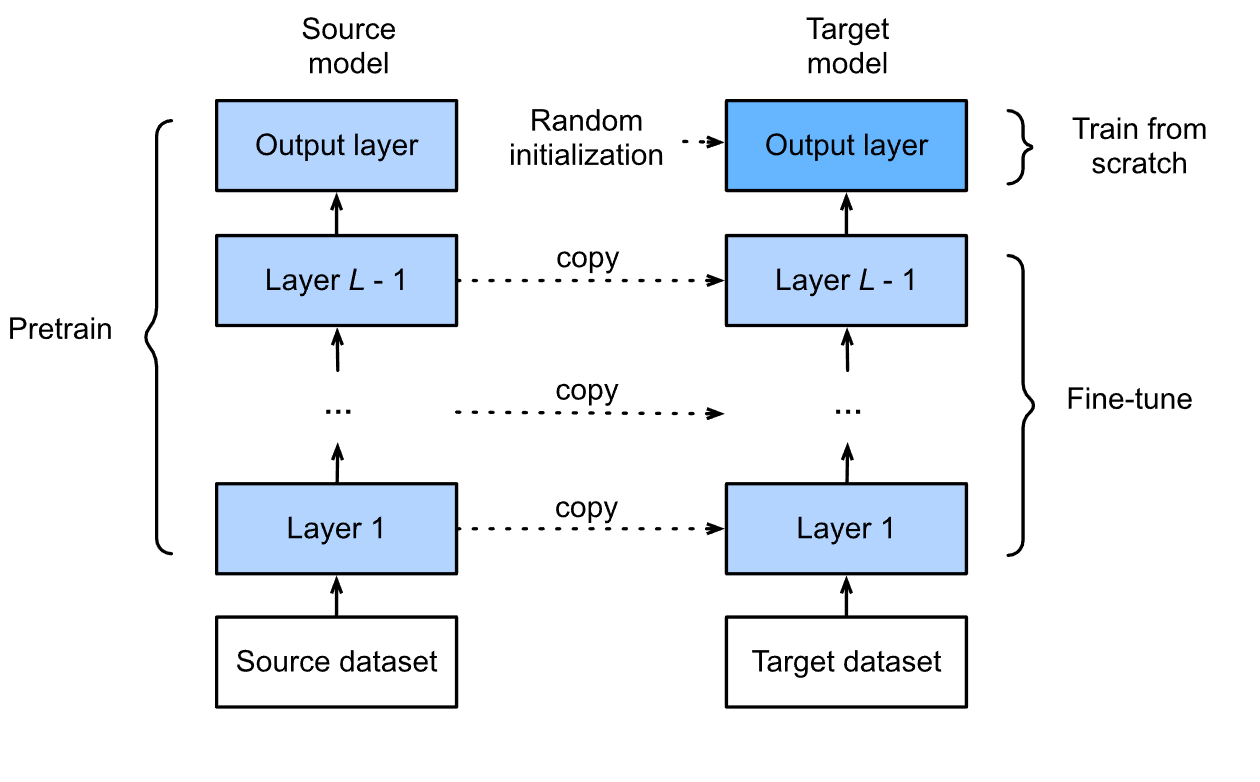 Source
model
Target
model
Output layer
Random
initialization
Output layer
Train from
scratch
Layer L - 1
copy
Layer L - 1
Pretrain
...
copy
...
Fine-tune
Layer 1
copy
Layer 1
Source dataset
Target dataset